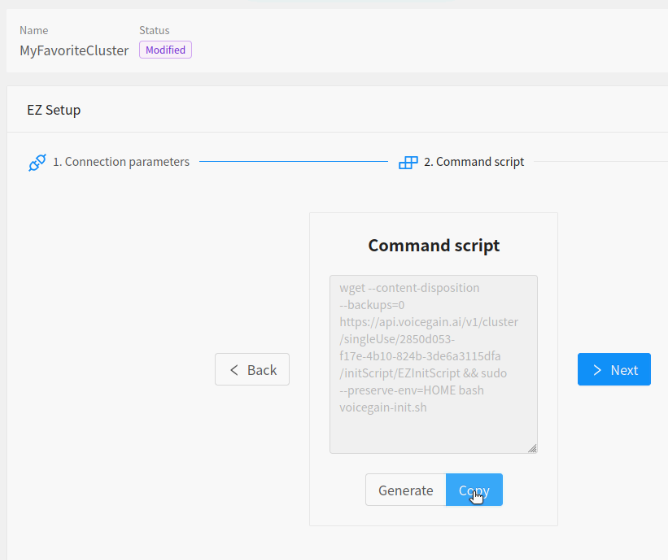 Name Status
MyFavoriteCluster Modified
EZ Setup
1. Connection parameters 2. Command script
Command script
wget --content-disposition
--backups=0
https://api.voicegain.ai/v1/cluster
/singleUse/2850d053-
f17e-4b10-824b-3de6a3115dfa
/initScript/EZInitScript && sudo
--preserve-env=HOME bash
voicegain-init.sh
Back Next
Generate Copy